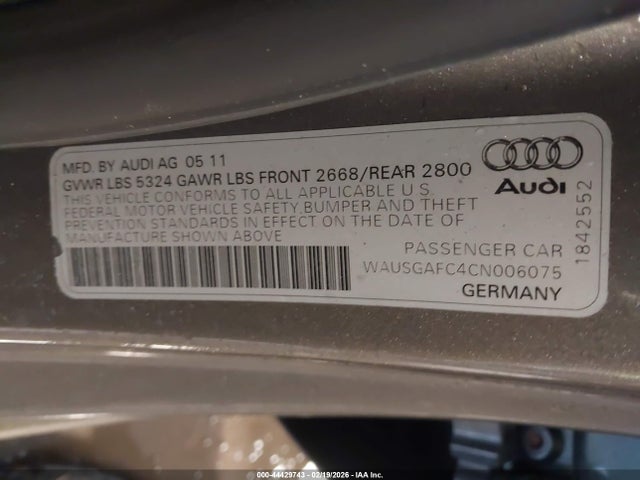 MFD. BY AUDI AG 05 11
GVWR LBS 5324 GAWR LBS FRONT 2668/REAR 2800
THIS VEHICLE CONFORMS TO ALL APPLICABLE U.S.
FEDERAL MOTOR VEHICLE SAFETY,BUMPER AND THEFT
PREVENTION STANDARDS IN EFFECT ON THE DATE OF
MANUFACTURE SHOWN ABOVE
Audi
1842552
PASSENGER CAR
WAUSGAFC4CN006075
GERMANY
000-44429743 - 02/19/2026 - IAA Inc.